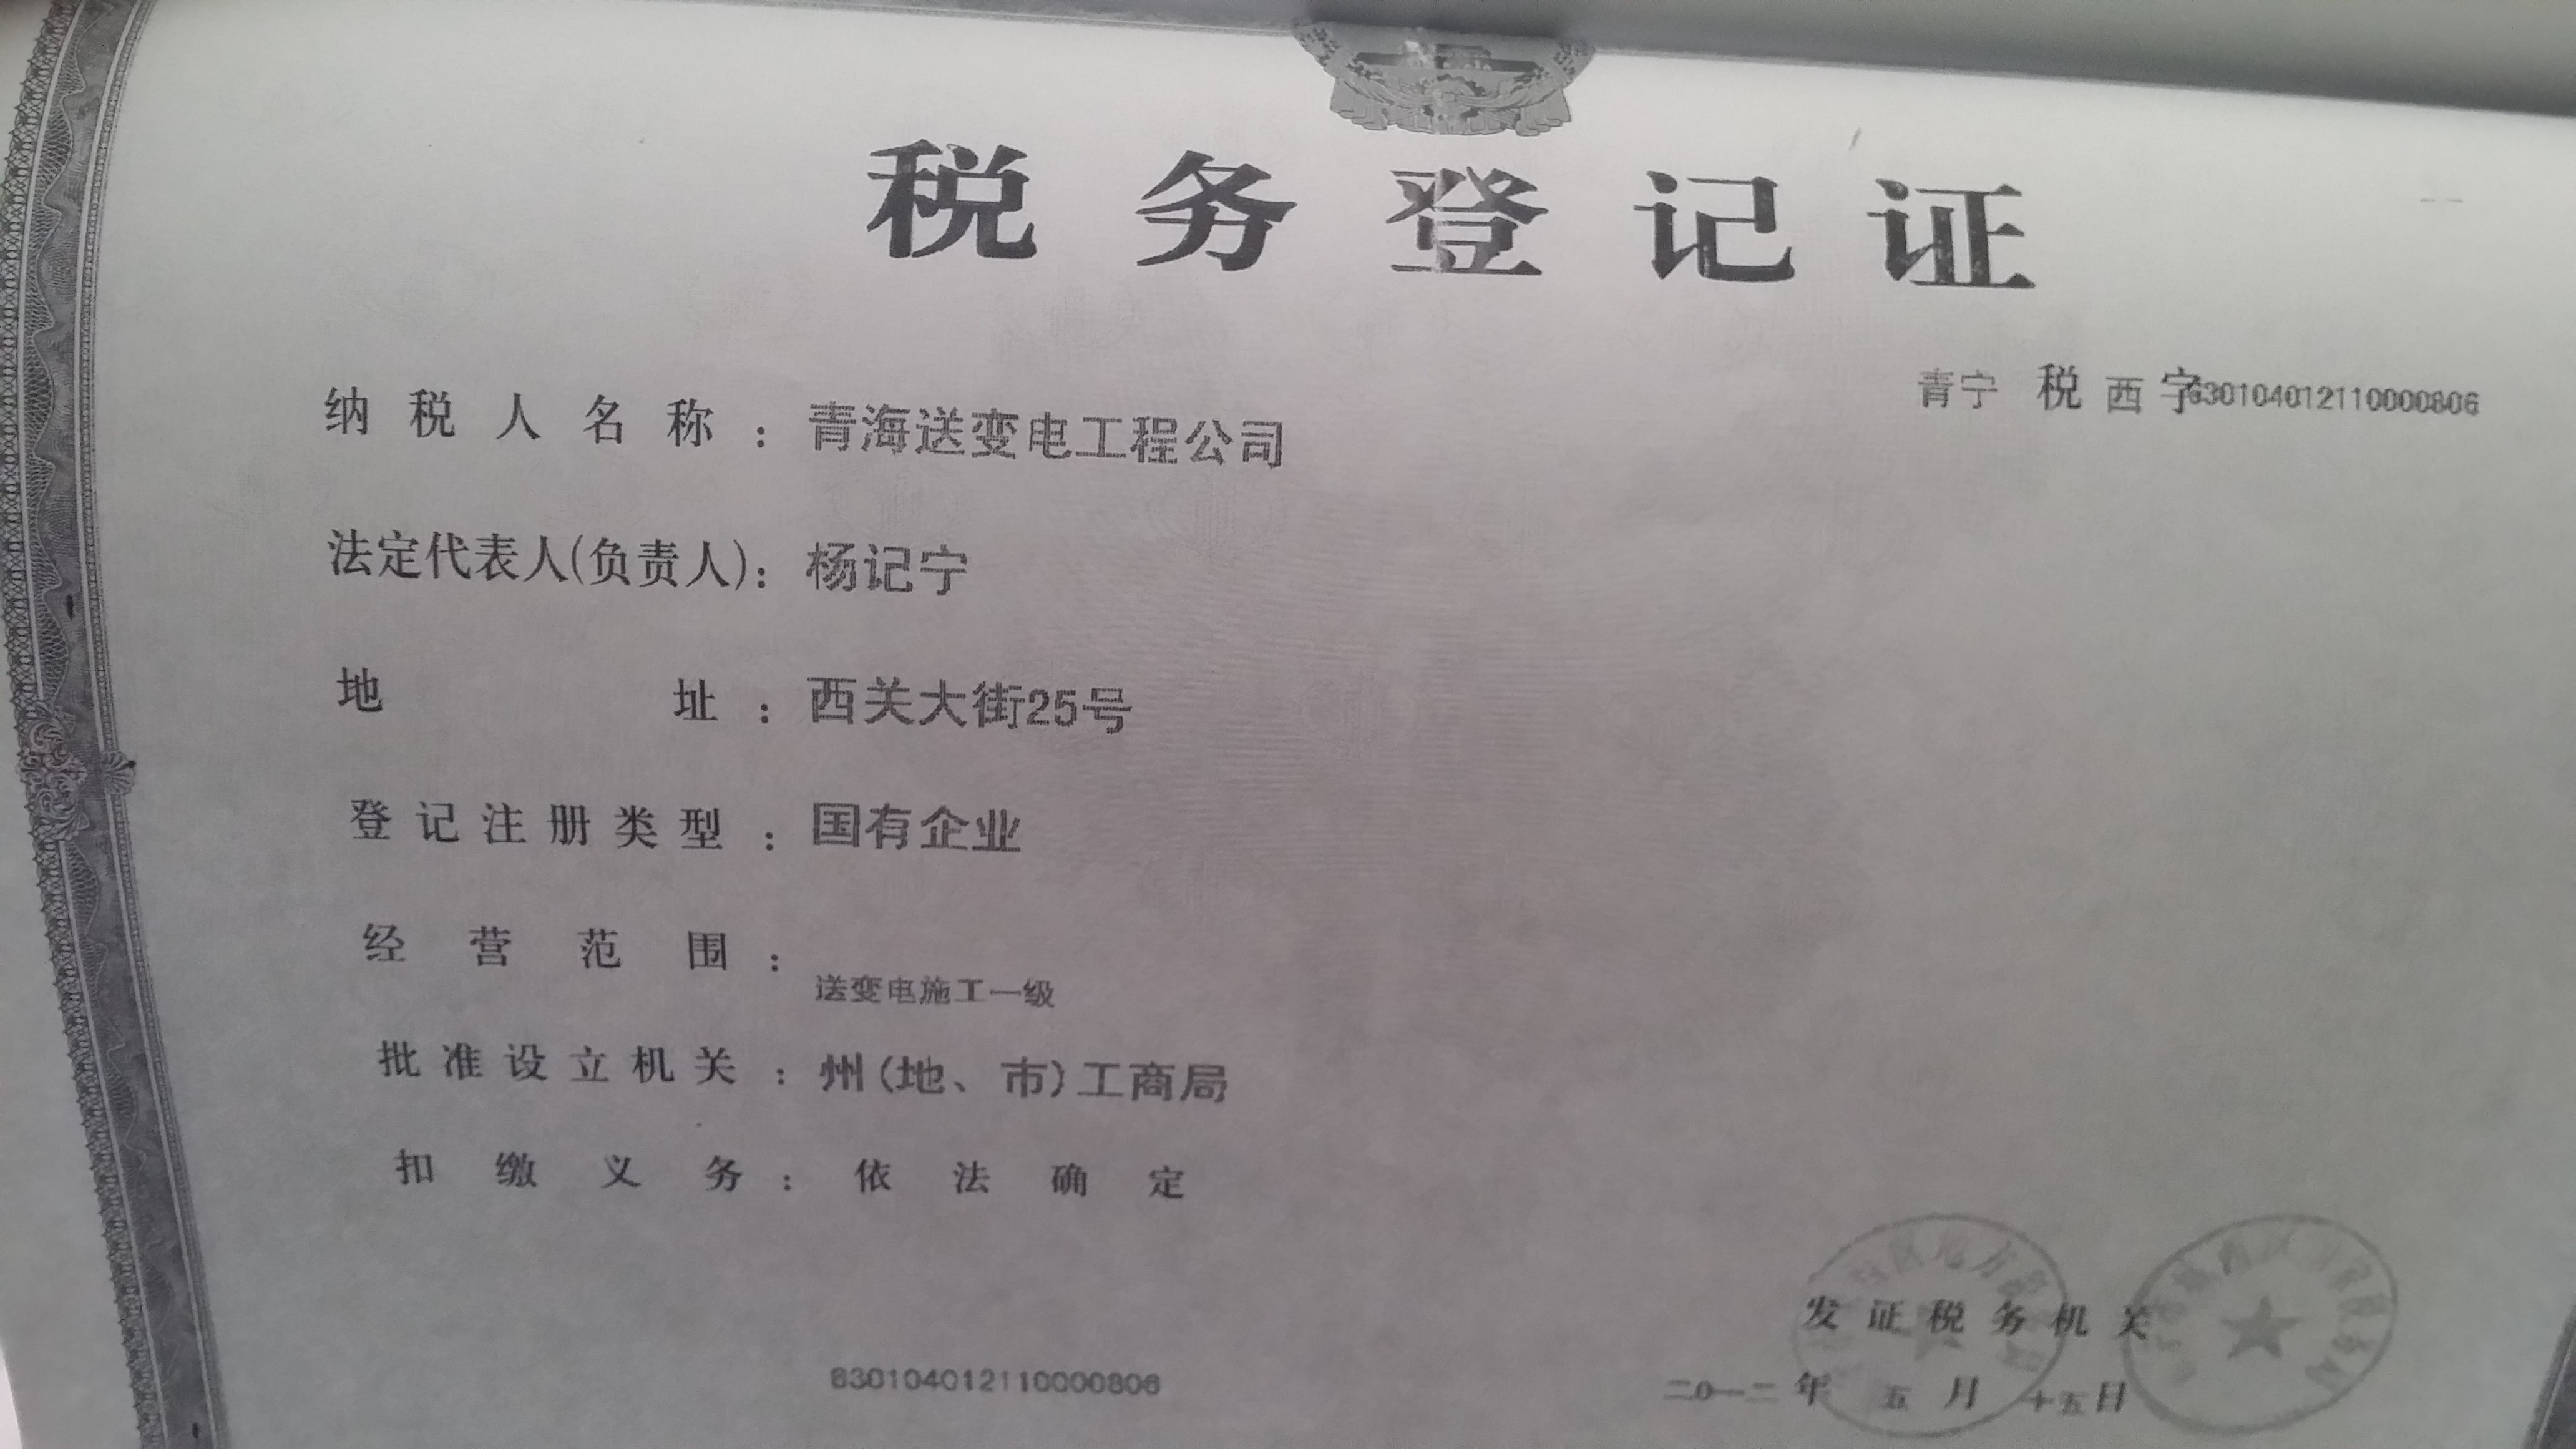 税务登记证
青宁 税 西 字630104012110000806
纳税人名称：青海送变电工程公司
法定代表人(负责人)：杨记宁
地址：西关大街25号
登记注册类型：国有企业
经营范围：
送变电施工一级
批准设立机关：州(地、市)工商局
扣缴义务：依法确定
发证税务机关
630104012110000806
二〇一二年 五月 十五日